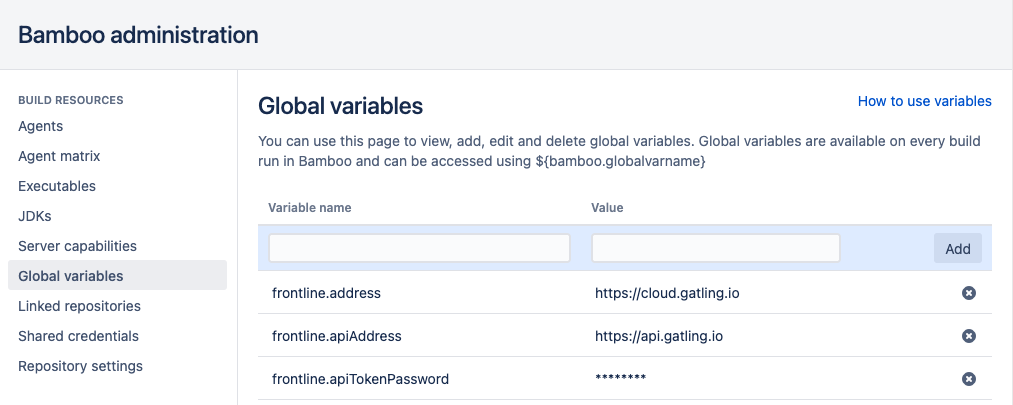 Bamboo administration
BUILD RESOURCES
Agents
Agent matrix
Executables
JDKs
Server capabilities
Global variables
Linked repositories
Shared credentials
Repository settings
Global variables
How to use variables
You can use this page to view, add, edit and delete global variables. Global variables are available on every build
run in Bamboo and can be accessed using ${bamboo.globalvarname}
Variable name Value
Add
frontline.address https://cloud.gatling.io
frontline.apiAddress https://api.gatling.io
frontline.apiTokenPassword ********